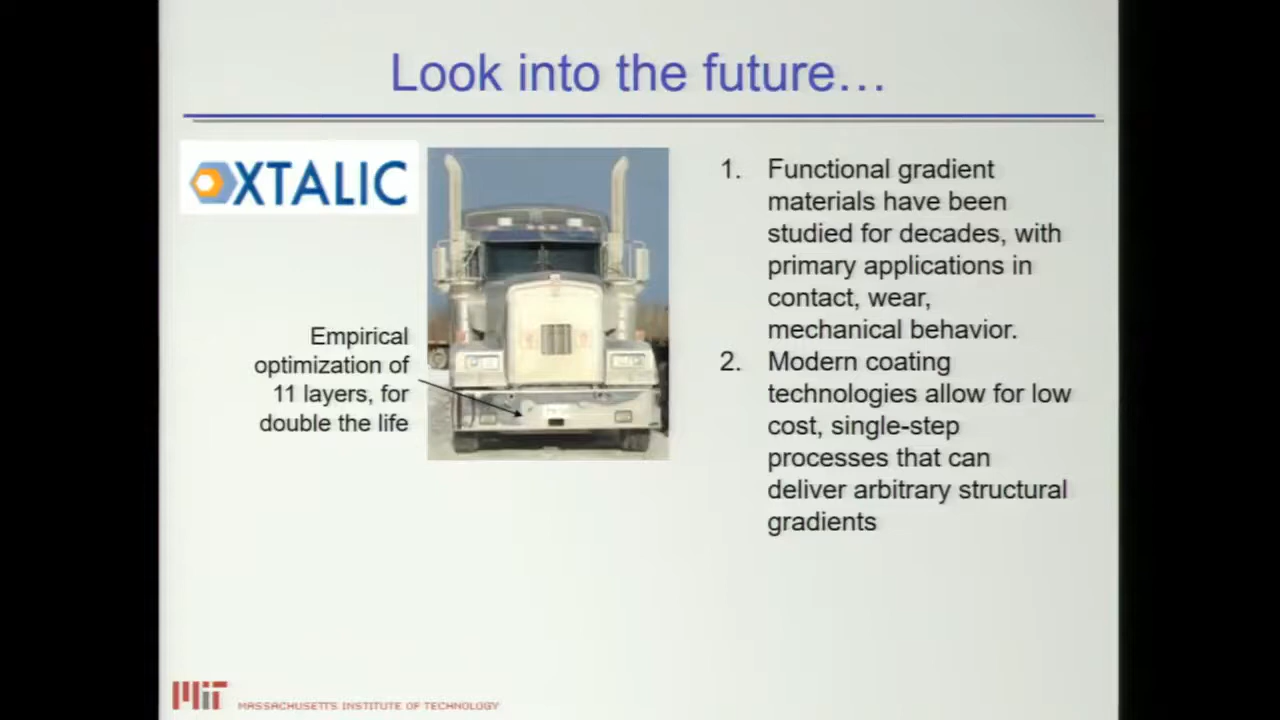 Look into the future…
XTALIC
Empirical
optimization of
11 layers, for
double the life
1. Functional gradient
materials have been
studied for decades, with
primary applications in
contact, wear,
mechanical behavior.
2. Modern coating
technologies allow for low
cost, single-step
processes that can
deliver arbitrary structural
gradients
MIT
MASSACHUSETTS INSTITUTE OF TECHNOLOGY